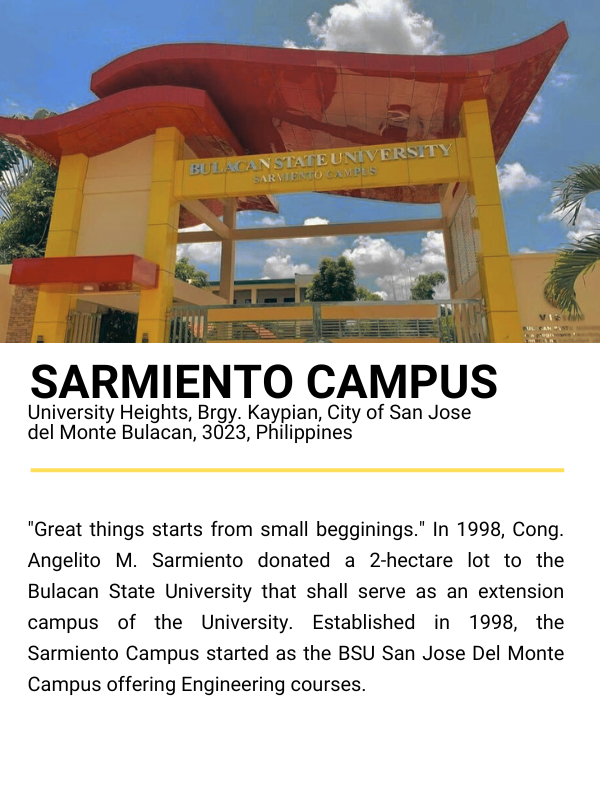 BULACAN STATE UNIVERSITY
SARMIENTO CAMPUS
SARMIENTO CAMPUS
University Heights, Brgy. Kaypian, City of San Jose
del Monte Bulacan, 3023, Philippines
"Great things starts from small begginings." In 1998, Cong.
Angelito M. Sarmiento donated a 2-hectare lot to the
Bulacan State University that shall serve as an extension
campus of the University. Established in 1998, the
Sarmiento Campus started as the BSU San Jose Del Monte
Campus offering Engineering courses.